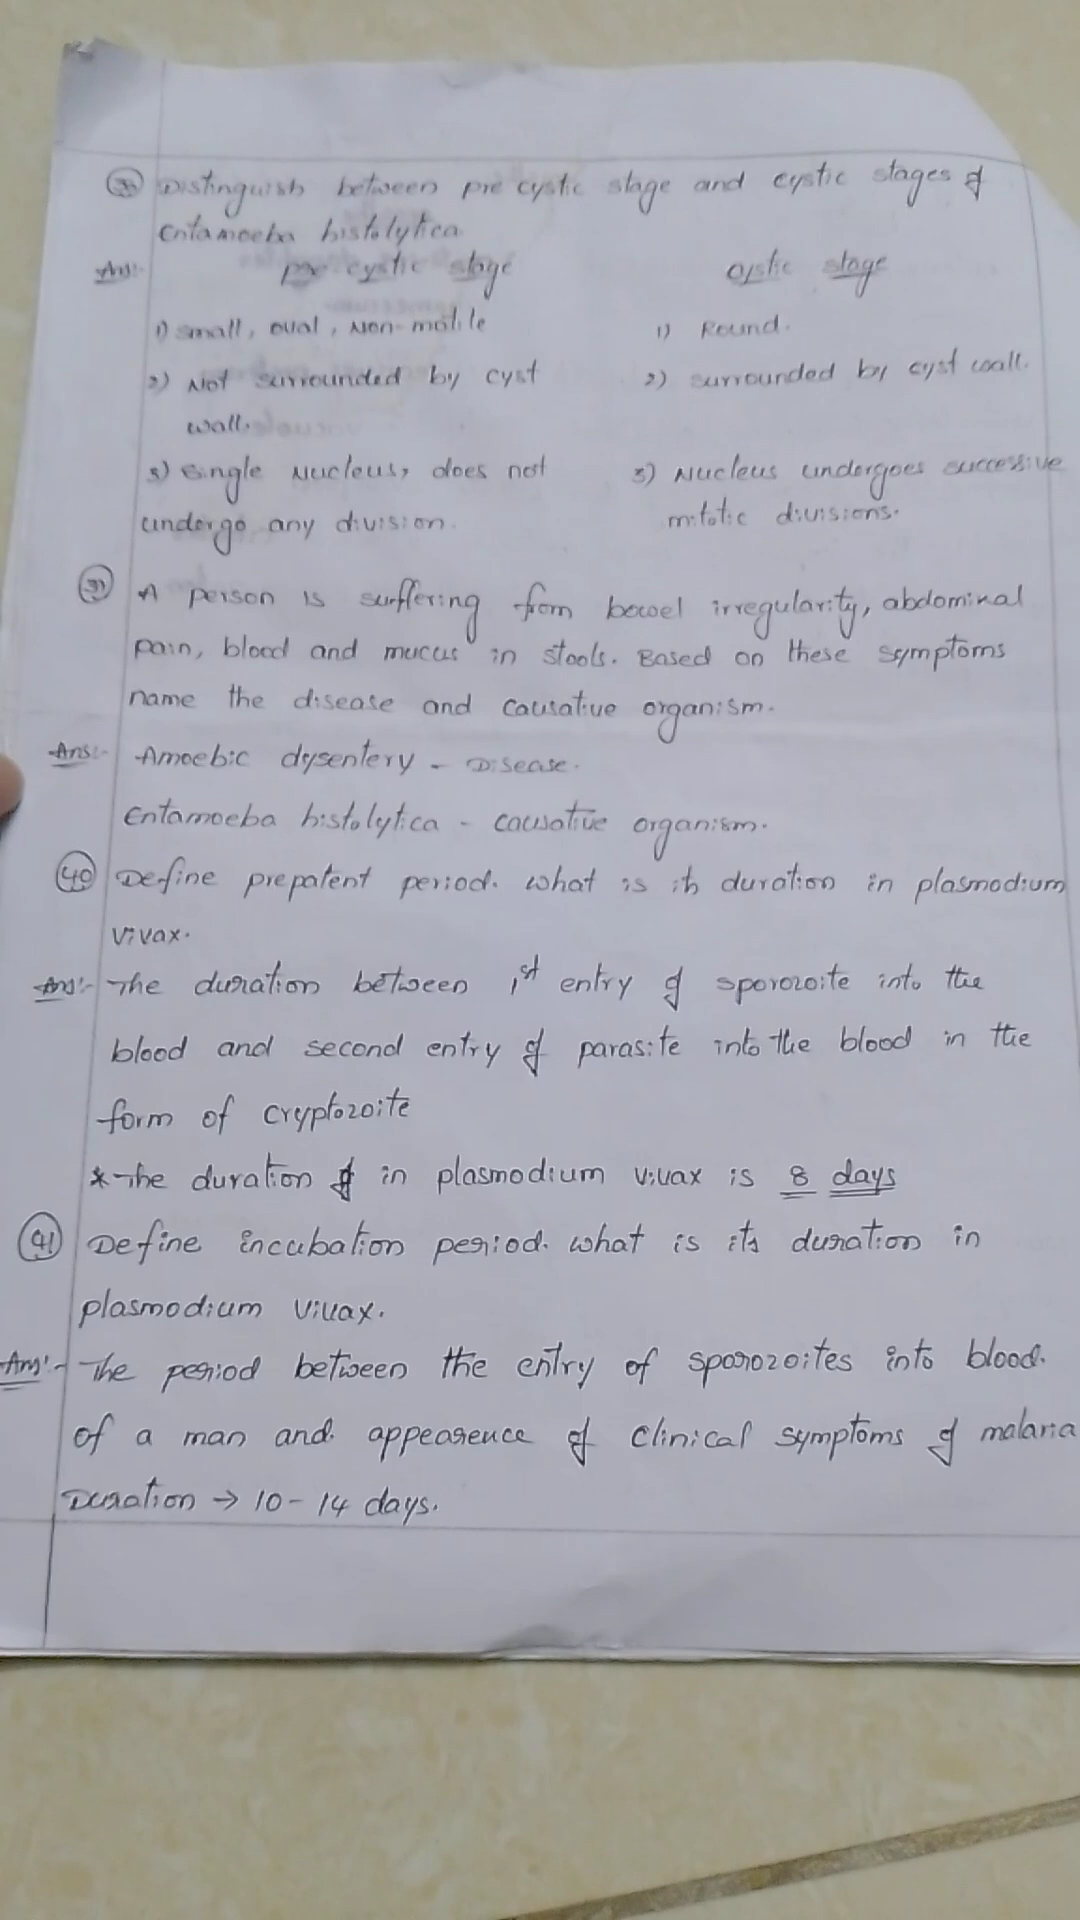 38 Distinguish between pre cystic stage and cystic stages of
Entamoeba histolytica
Ans:- pre-cystic stage cystic stage
1) small, oval, Non-motile 1) Round.
2) Not surrounded by cyst 2) surrounded by cyst wall.
wall.
3) single Nucleus, does not 3) Nucleus undergoes successive
undergo any division. mitotic divisions.
39 A person is suffering from bowel irregularity, abdominal
pain, blood and mucus in stools. Based on these symptoms
name the disease and causative organism.
Ans:- Amoebic dysentery - Disease.
Entamoeba histolytica - causative organism.
40 Define prepatent period. what is its duration in plasmodium
vivax.
Ans:- The duration between 1st entry of sporozoite into the
blood and second entry of parasite into the blood in the
form of cryptozoite
* The duration in plasmodium vivax is 8 days
41 Define incubation period. what is its duration in
plasmodium vivax.
Ans:- The period between the entry of sporozoites into blood.
of a man and appearence of clinical symptoms of malaria
Duration → 10-14 days.